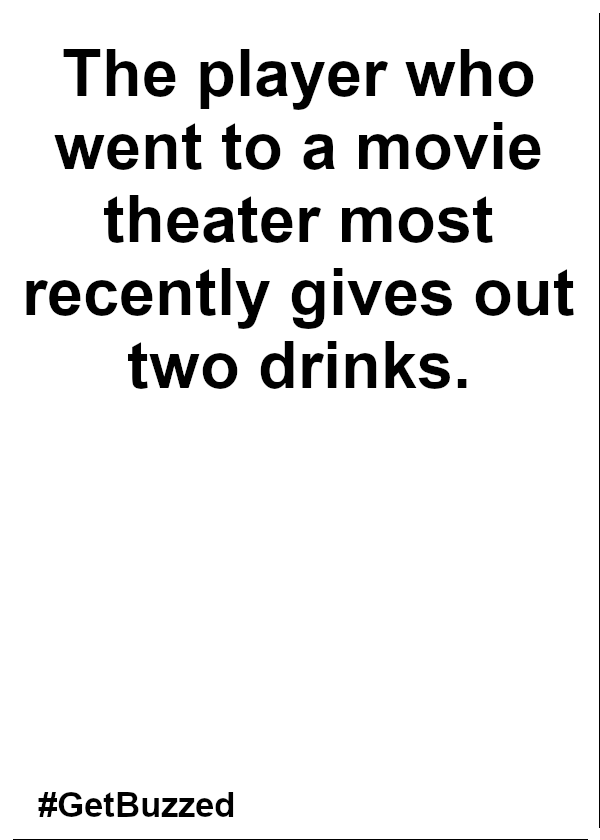 The player who
went to a movie
theater most
recently gives out
two drinks.
#GetBuzzed